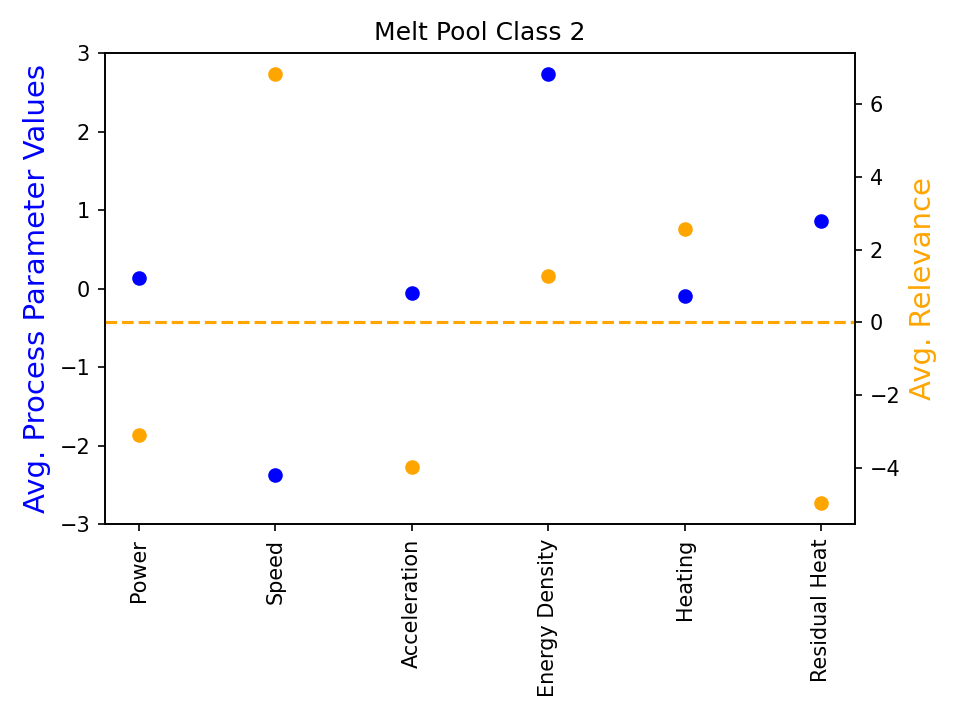 Melt Pool Class 2
Avg. Process Parameter Values
3
2
1
0
−1
−2
−3
6
4
2
0
−2
−4
Avg. Relevance
Power
Speed
Acceleration
Energy Density
Heating
Residual Heat